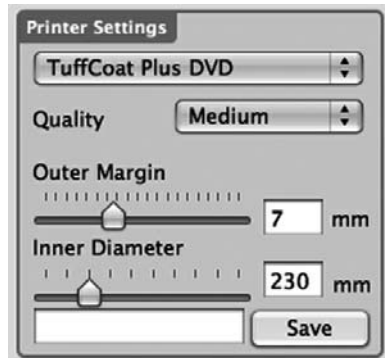 Printer Settings
TuffCoat Plus DVD
Quality Medium
Outer Margin
7 mm
Inner Diameter
230 mm
Save